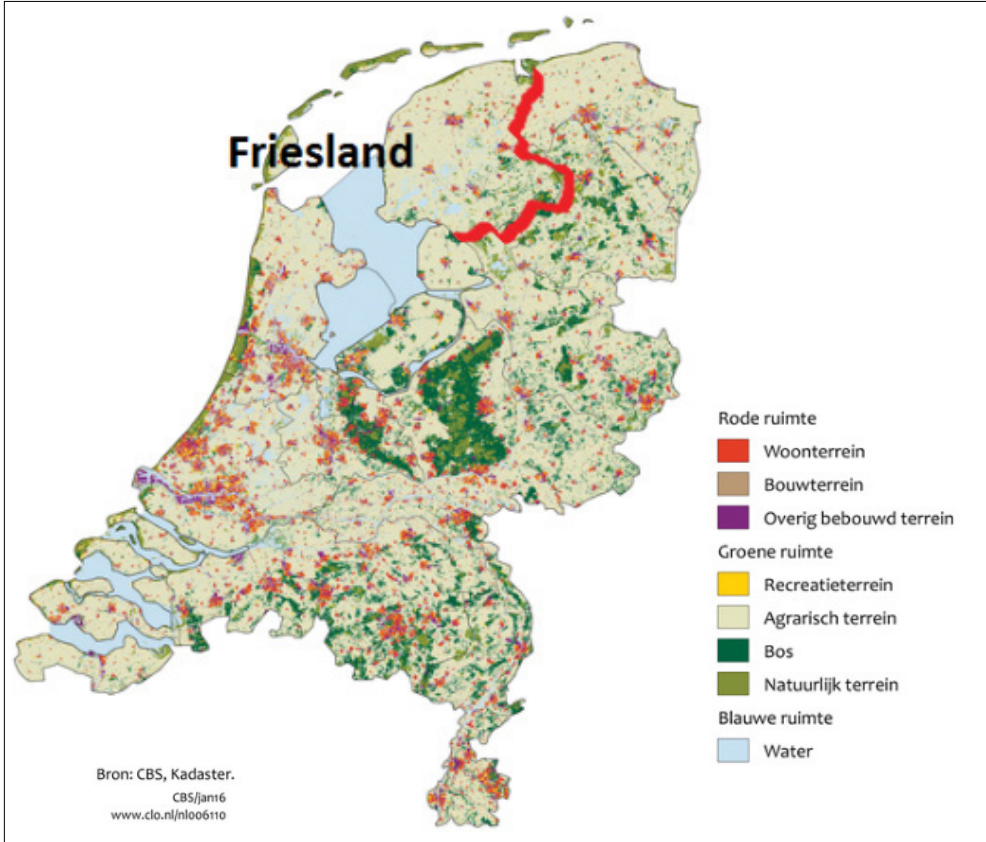 Friesland
Rode ruimte
Woonterrein
Bouwterrein
Overig bebouwd terrein
Groene ruimte
Recreatieterrein
Agrarisch terrein
Bos
Natuurlijk terrein
Blauwe ruimte
Water
Bron: CBS, Kadaster.
CBS/jan16
www.clo.nl/nl006110